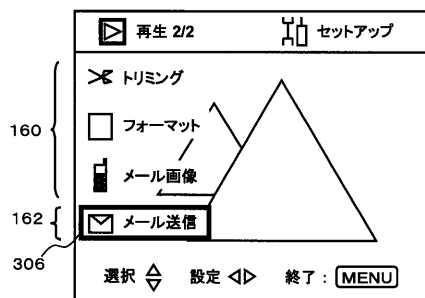 再生 2/2 セットアップ
トリミング
フォーマット
160
メール画像
162 メール送信
306
選択 設定 終了: MENU